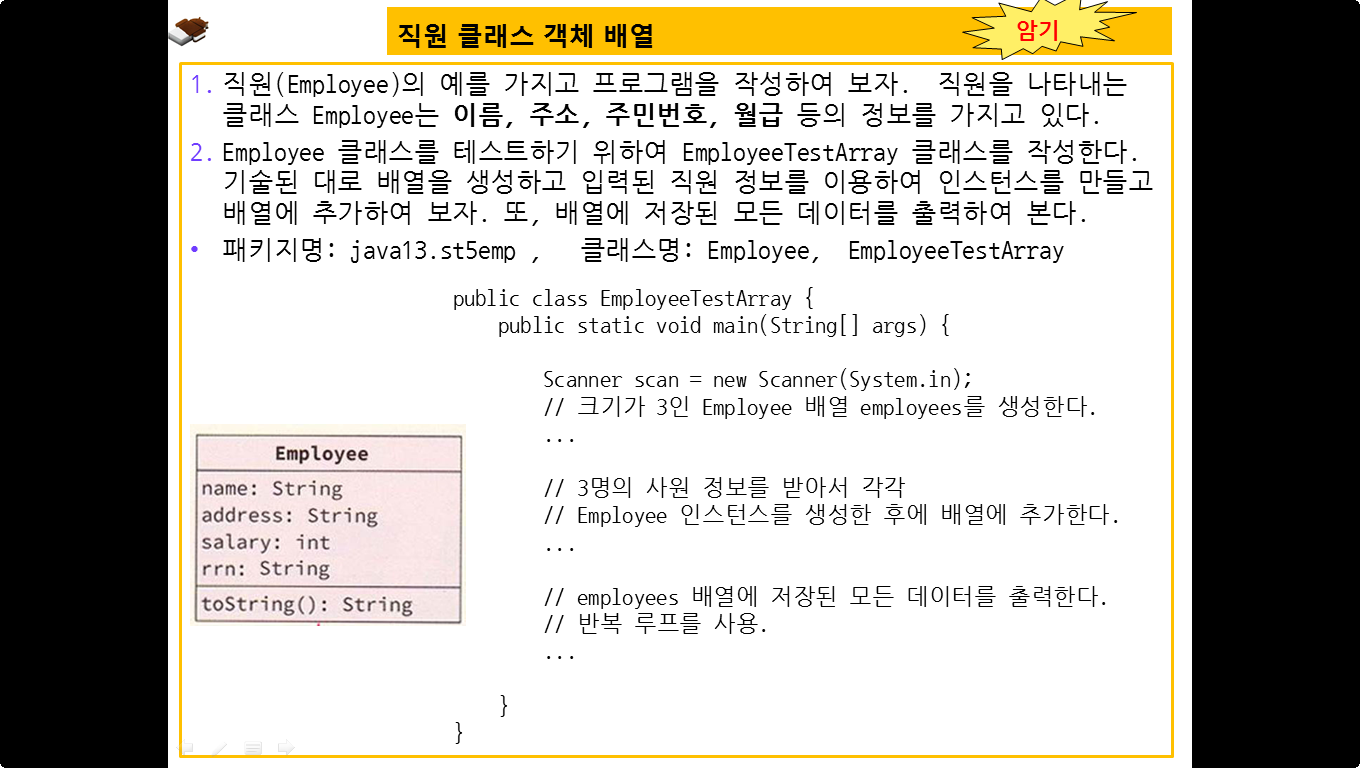 직원 클래스 객체 배열
암기
1. 직원(Employee)의 예를 가지고 프로그램을 작성하여 보자. 직원을 나타내는
클래스 Employee는 이름, 주소, 주민번호, 월급 등의 정보를 가지고 있다.
2. Employee 클래스를 테스트하기 위하여 EmployeeTestArray 클래스를 작성한다.
기술된 대로 배열을 생성하고 입력된 직원 정보를 이용하여 인스턴스를 만들고
배열에 추가하여 보자. 또, 배열에 저장된 모든 데이터를 출력하여 본다.
• 패키지명: java13.st5emp , 클래스명: Employee, EmployeeTestArray
public class EmployeeTestArray {
public static void main(String[] args) {
Scanner scan = new Scanner(System.in);
// 크기가 3인 Employee 배열 employees를 생성한다.
...
// 3명의 사원 정보를 받아서 각각
// Employee 인스턴스를 생성한 후에 배열에 추가한다.
...
// employees 배열에 저장된 모든 데이터를 출력한다.
// 반복 루프를 사용.
...
}
}
Employee
name: String
address: String
salary: int
rrn: String
toString(): String